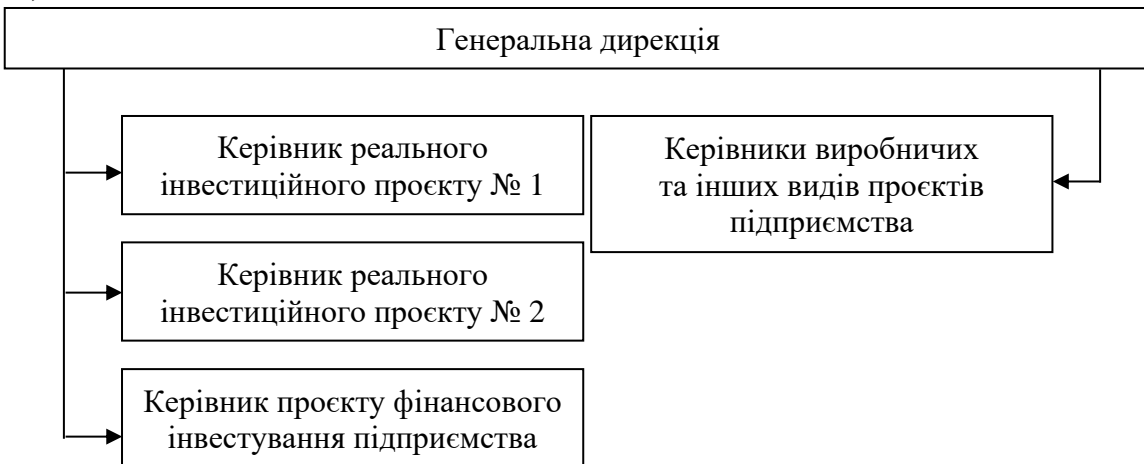 Генеральна дирекція
Керівник реального
інвестиційного проєкту № 1
Керівники виробничих
та інших видів проєктів
підприємства
Керівник реального
інвестиційного проєкту № 2
Керівник проєкту фінансового
інвестування підприємства